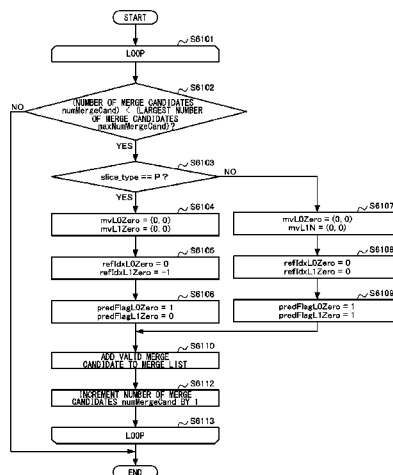 START
S6101
LOOP
S6102
(NUMBER OF MERGE CANDIDATES
numMergeCand) < (LARGEST NUMBER
OF MERGE CANDIDATES
maxNumMergeCand)?
NO
YES
S6103
slice_type == P ?
NO
YES
S6104
mvL0Zero = (0, 0)
mvL1Zero = (0, 0)
S6107
mvL0Zero = (0, 0)
mvL1N = (0, 0)
S6105
refIdxL0Zero = 0
refIdxL1Zero = -1
S6108
refIdxL0Zero = 0
refIdxL1Zero = 0
S6106
predFlagL0Zero = 1
predFlagL1Zero = 0
S6109
predFlagL0Zero = 1
predFlagL1Zero = 1
S6110
ADD VALID MERGE
CANDIDATE TO MERGE LIST
S6112
INCREMENT NUMBER OF MERGE
CANDIDATES numMergeCand BY 1
S6113
LOOP
END